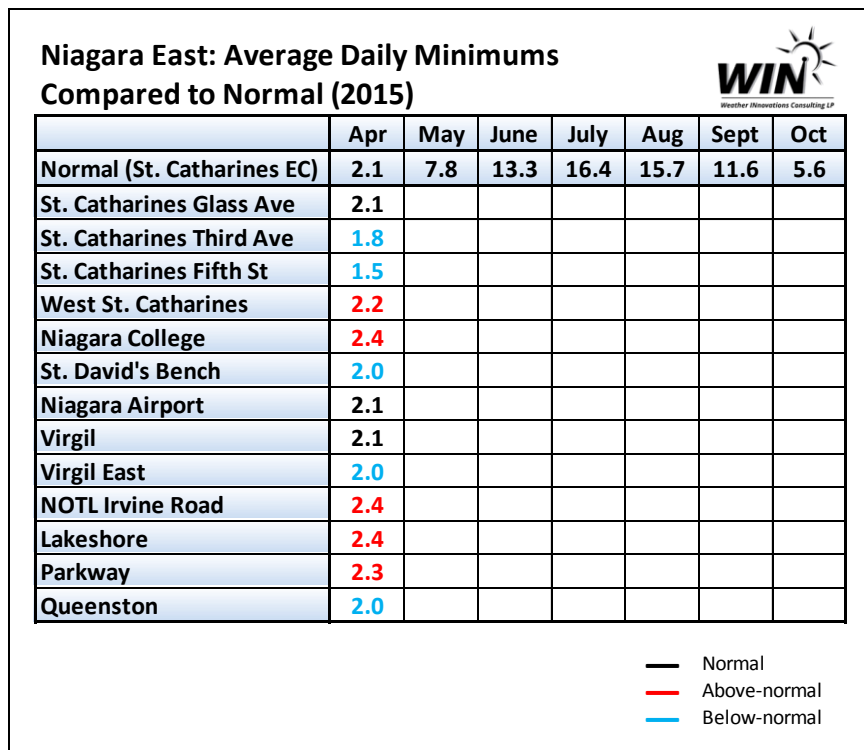 Niagara East: Average Daily Minimums
Compared to Normal (2015)
WIN
Weather INnovations Consulting LP
Apr May June July Aug Sept Oct
Normal (St. Catharines EC) 2.1 7.8 13.3 16.4 15.7 11.6 5.6
St. Catharines Glass Ave 2.1
St. Catharines Third Ave 1.8
St. Catharines Fifth St 1.5
West St. Catharines 2.2
Niagara College 2.4
St. David's Bench 2.0
Niagara Airport 2.1
Virgil 2.1
Virgil East 2.0
NOTL Irvine Road 2.4
Lakeshore 2.4
Parkway 2.3
Queenston 2.0
Normal
Above-normal
Below-normal